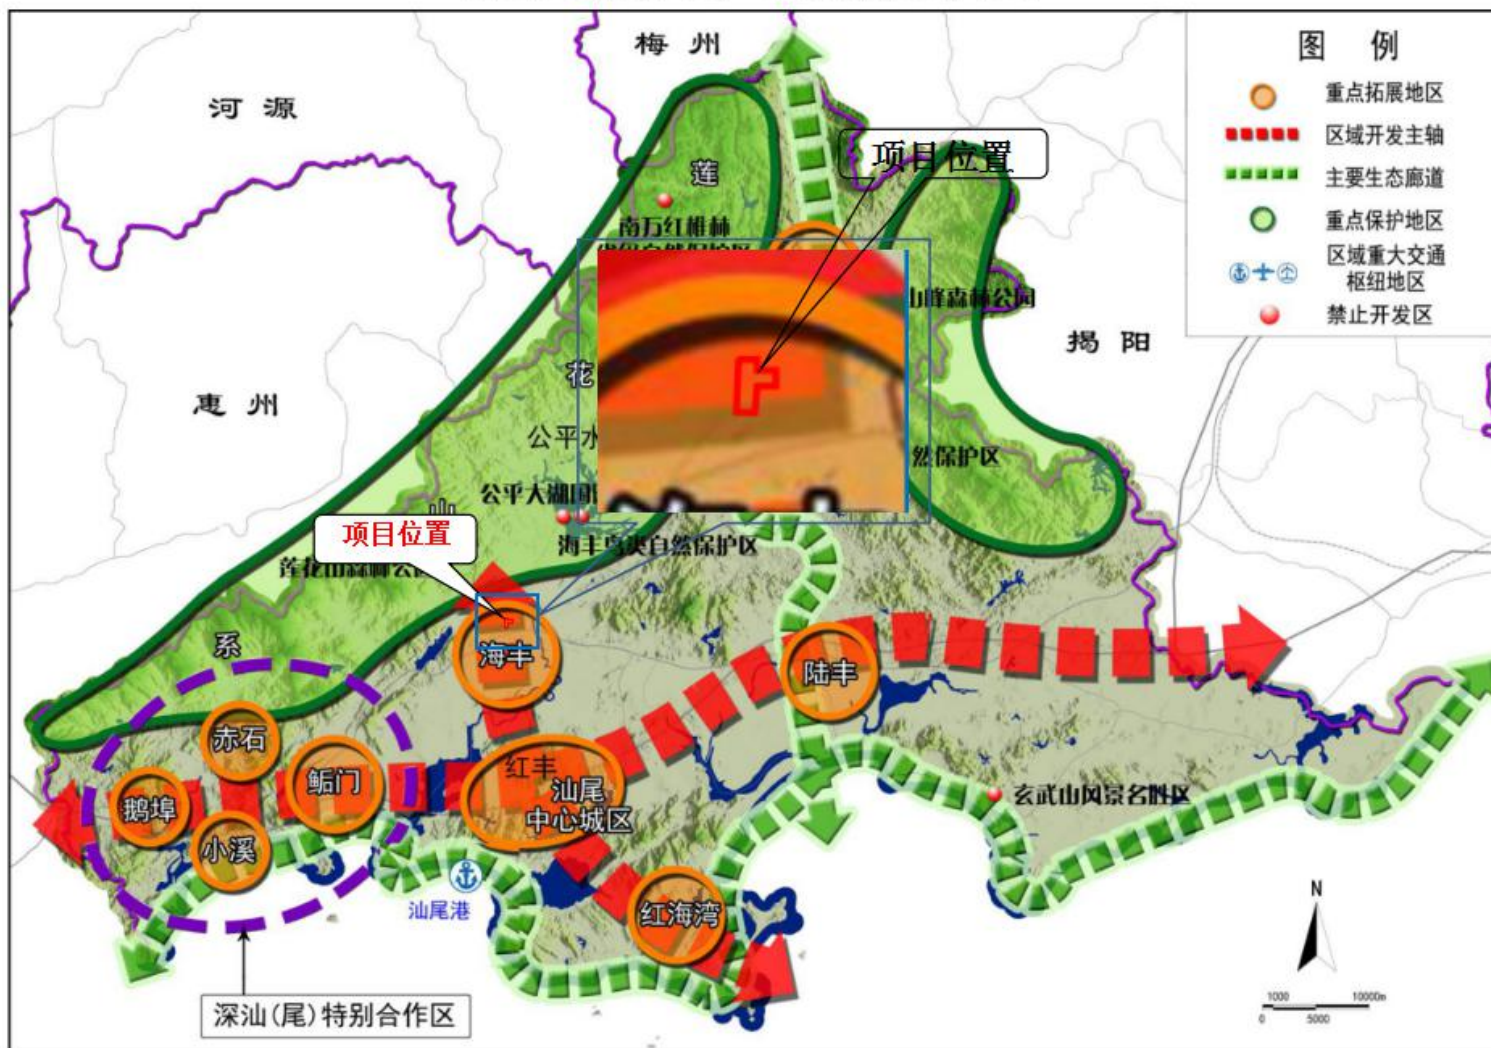 梅州
河源
图例
重点拓展地区
区域开发主轴
主要生态廊道
重点保护地区
区域重大交通
枢纽地区
禁止开发区
项目位置
莲
南万红椎林
山峰森林公园
揭阳
惠州
花
公平水
然保护区
公平大湖国
项目位置
海丰鸟类自然保护区
莲花山森林公
系
海丰
陆丰
赤石
鲘门
红丰
汕尾
中心城区
鹅埠
小溪
玄武山风景名胜区
汕尾港
红海湾
深汕(尾)特别合作区
N
1000 10000m
0 5000